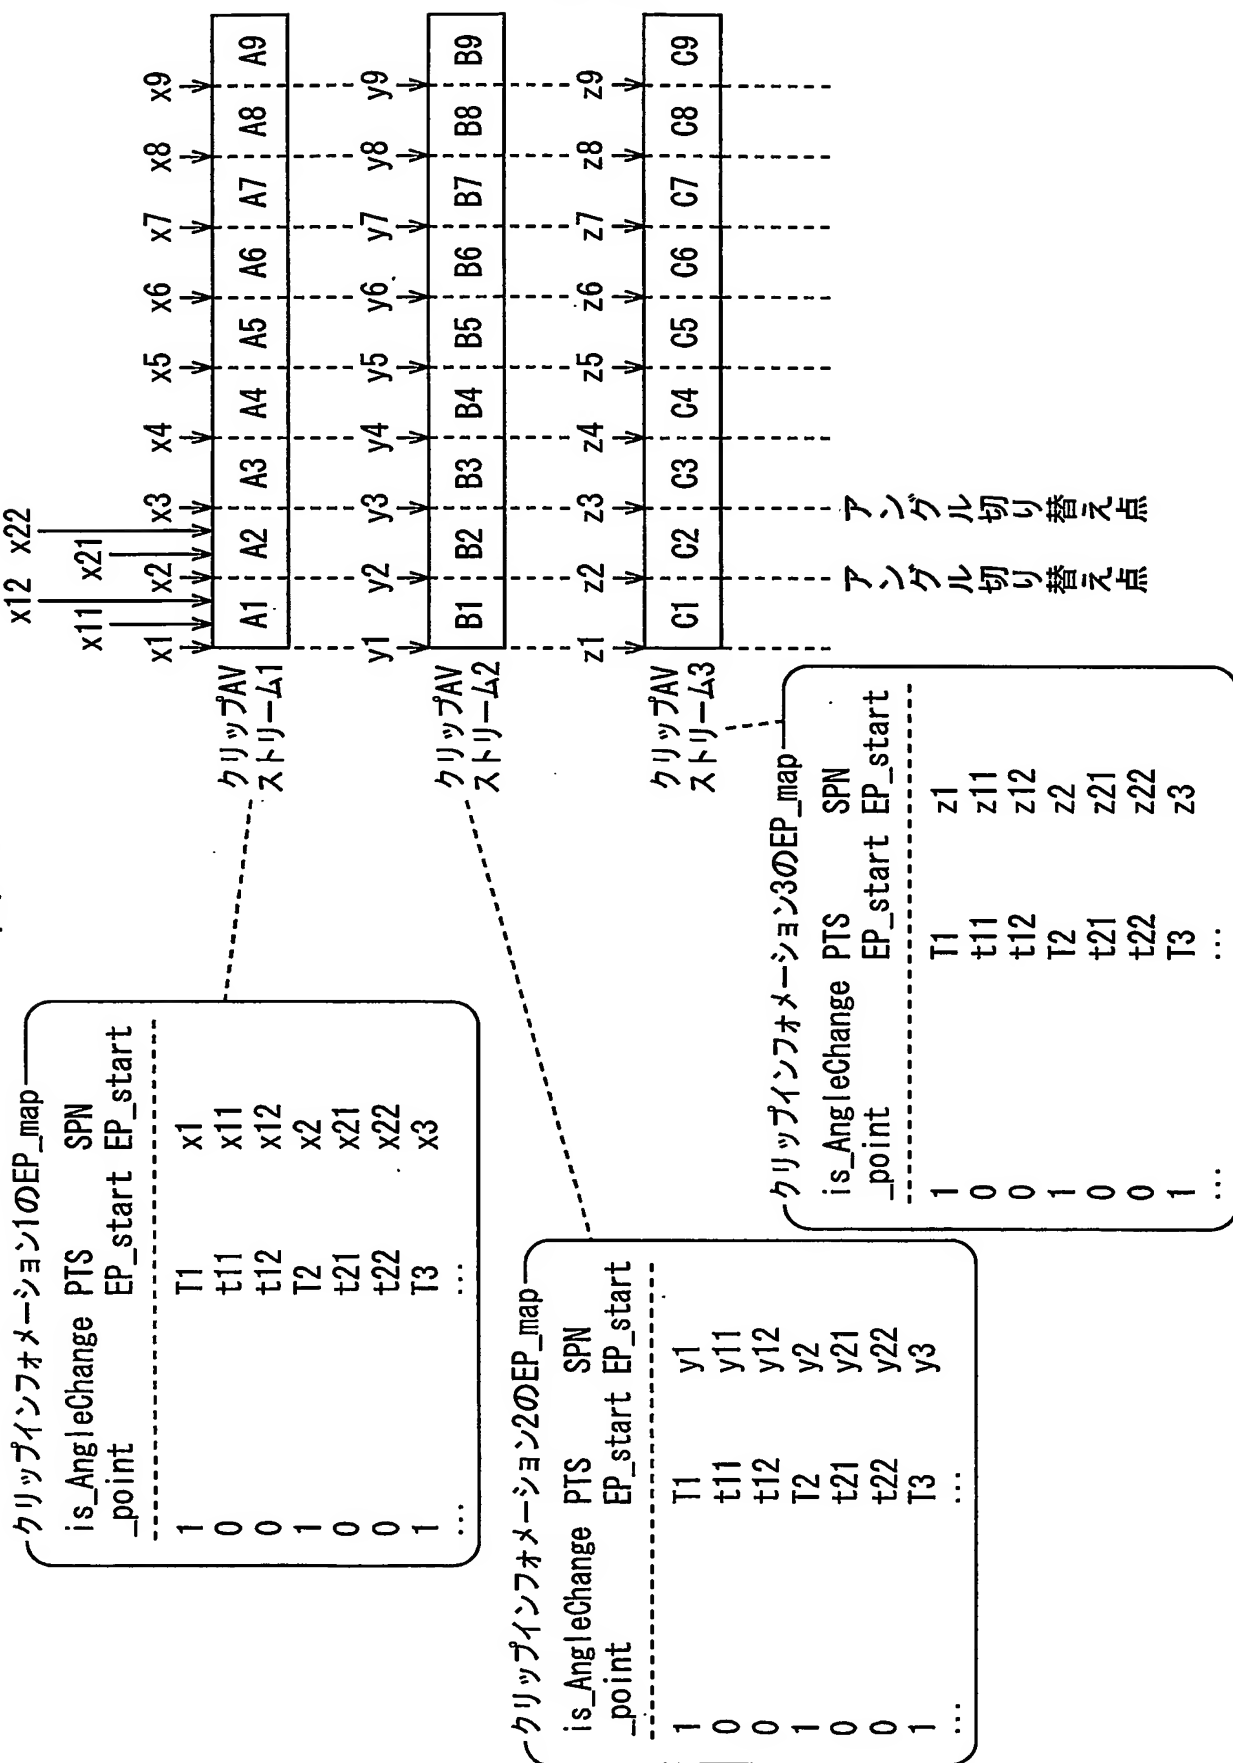 クリップインフォメーション1のEP_map
is_AngleChange PTS SPN
_point EP_start EP_start
1 T1 x1
0 t11 x11
0 t12 x12
1 T2 x2
0 t21 x21
0 t22 x22
1 T3 x3
... ...
x12 x22
x11 x21
x1 x2 x3 x4 x5 x6 x7 x8 x9
クリップAV
ストリーム1
A1 A2 A3 A4 A5 A6 A7 A8 A9
クリップインフォメーション2のEP_map
is_AngleChange PTS SPN
_point EP_start EP_start
1 T1 y1
0 t11 y11
0 t12 y12
1 T2 y2
0 t21 y21
0 t22 y22
1 T3 y3
... ...
y1 y2 y3 y4 y5 y6 y7 y8 y9
クリップAV
ストリーム2
B1 B2 B3 B4 B5 B6 B7 B8 B9
クリップインフォメーション3のEP_map
is_AngleChange PTS SPN
_point EP_start EP_start
1 T1 z1
0 t11 z11
0 t12 z12
1 T2 z2
0 t21 z21
0 t22 z22
1 T3 z3
... ...
z1 z2 z3 z4 z5 z6 z7 z8 z9
クリップAV
ストリーム3
C1 C2 C3 C4 C5 C6 C7 C8 C9
アングル切り替え点
アングル切り替え点